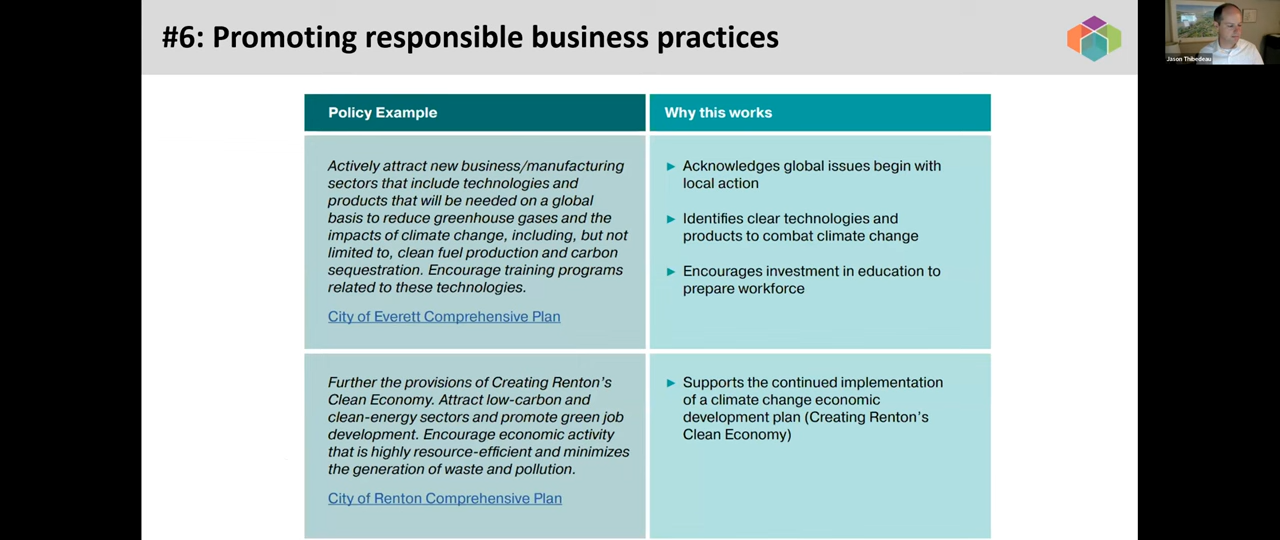 #6: Promoting responsible business practices
Jason Thibedeau
Policy Example
Why this works
Actively attract new business/manufacturing
sectors that include technologies and
products that will be needed on a global
basis to reduce greenhouse gases and the
impacts of climate change, including, but not
limited to, clean fuel production and carbon
sequestration. Encourage training programs
related to these technologies.
City of Everett Comprehensive Plan
► Acknowledges global issues begin with
local action
► Identifies clear technologies and
products to combat climate change
► Encourages investment in education to
prepare workforce
Further the provisions of Creating Renton's
Clean Economy. Attract low-carbon and
clean-energy sectors and promote green job
development. Encourage economic activity
that is highly resource-efficient and minimizes
the generation of waste and pollution.
City of Renton Comprehensive Plan
► Supports the continued implementation
of a climate change economic
development plan (Creating Renton's
Clean Economy)